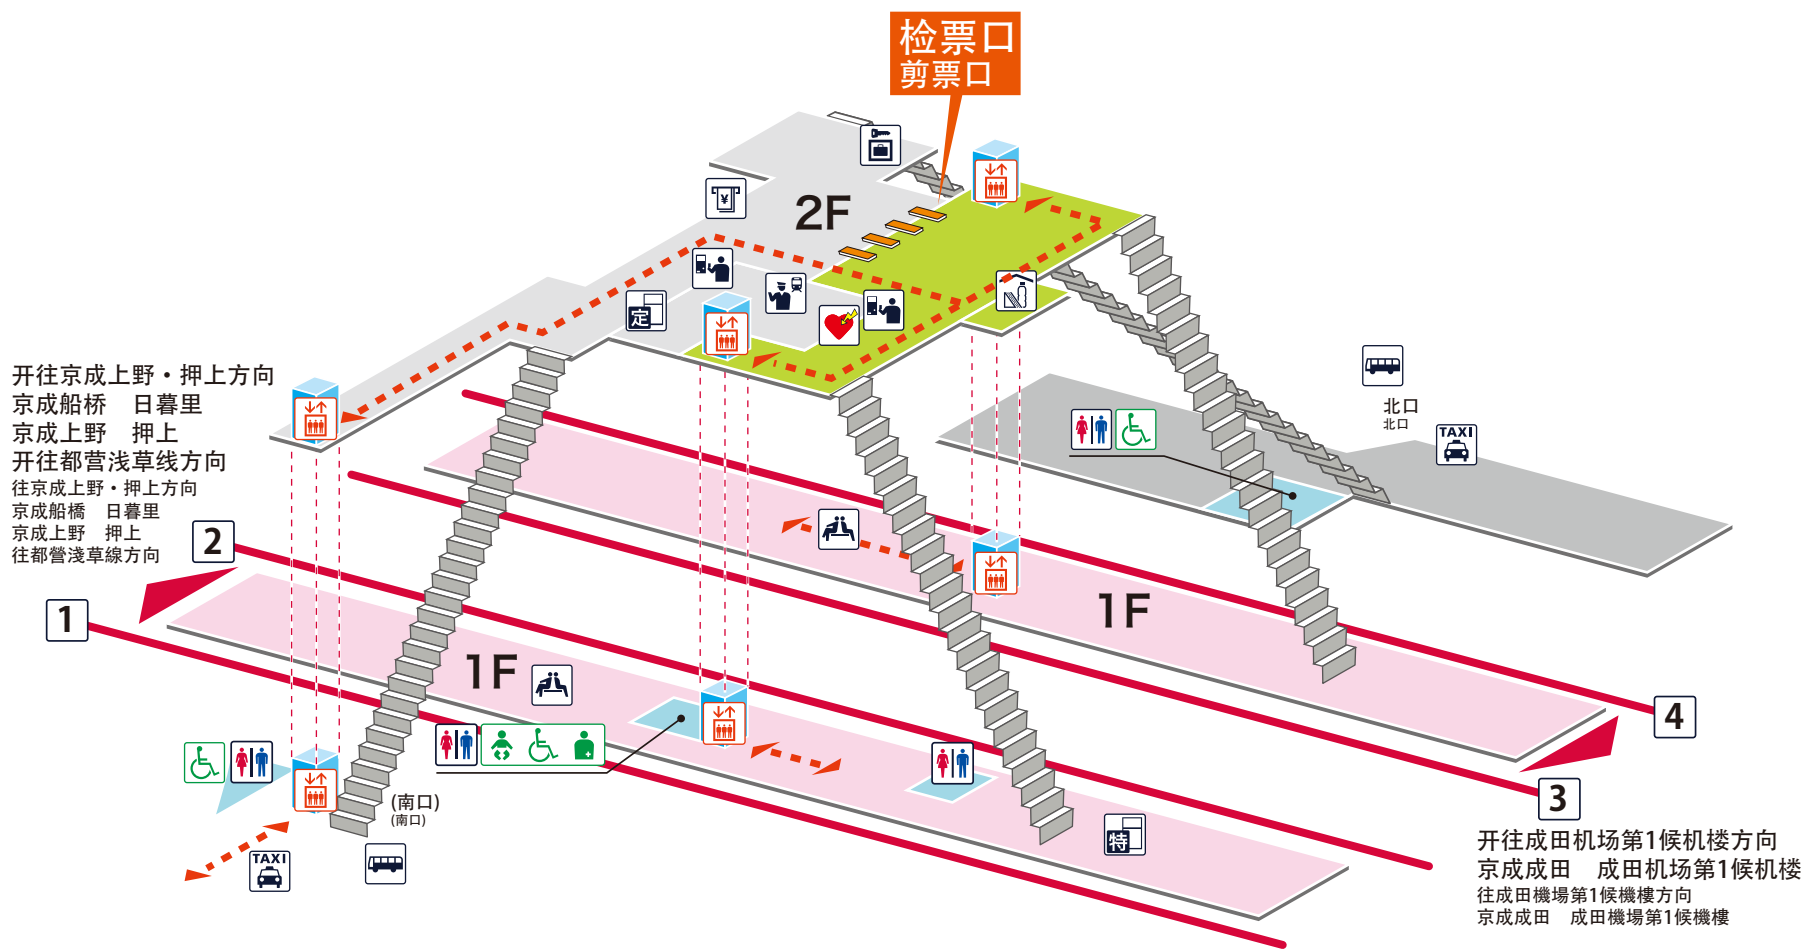 检票口
剪票口
2F
¥
定
开往京成上野・押上方向
京成船桥　日暮里
京成上野　押上
开往都营浅草线方向
往京成上野・押上方向
京成船橋　日暮里
京成上野　押上
往都營淺草線方向
北口
北口
TAXI
2
1
1F
1F
4
3
(南口)
(南口)
TAXI
特
开往成田机场第1候机楼方向
京成成田　成田机场第1候机楼
往成田機場第1候機樓方向
京成成田　成田機場第1候機樓